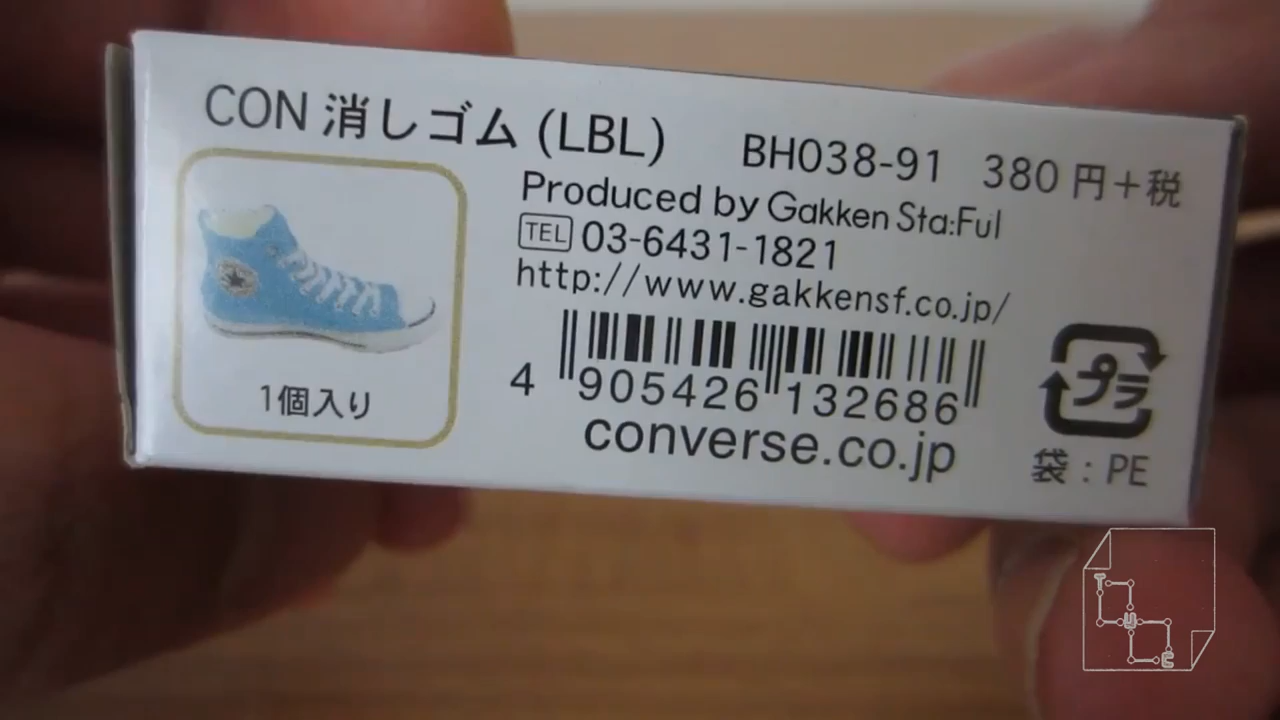 CON 消しゴム (LBL) BH038-91 380 円+税
Produced by Gakken Sta:Ful
TEL 03-6431-1821
http://www.gakkensf.co.jp/
4 905426 132686
converse.co.jp
1個入り
プラ
袋:PE
T
U
C